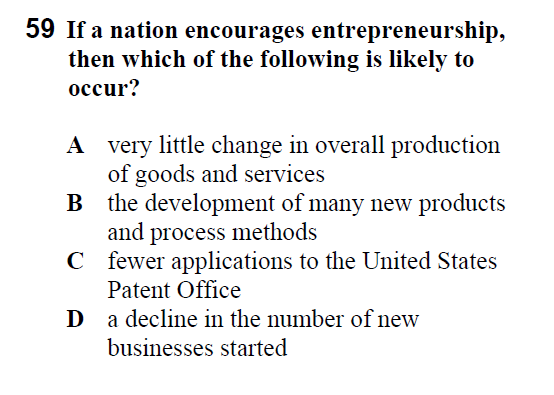 59 If a nation encourages entrepreneurship,
then which of the following is likely to
occur?
A very little change in overall production
of goods and services
B the development of many new products
and process methods
C fewer applications to the United States
Patent Office
D a decline in the number of new
businesses started